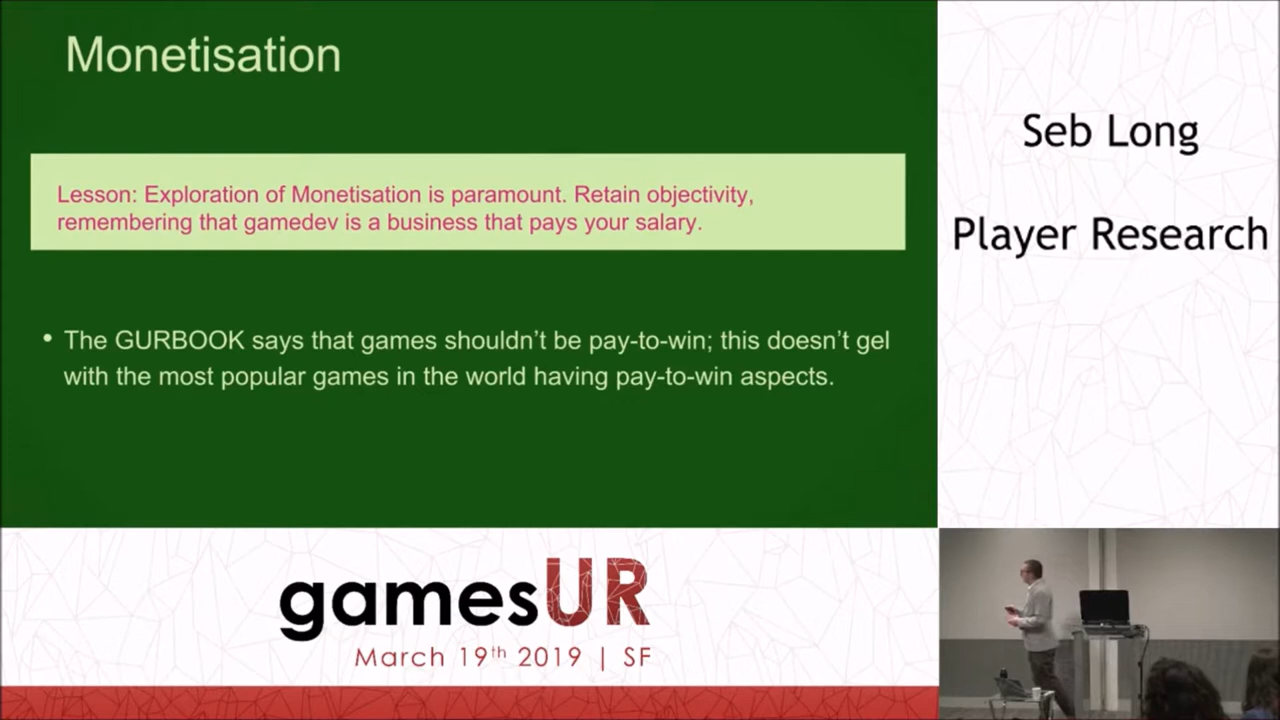 Monetisation
Lesson: Exploration of Monetisation is paramount. Retain objectivity,
remembering that gamedev is a business that pays your salary.
• The GURBOOK says that games shouldn't be pay-to-win; this doesn't gel
with the most popular games in the world having pay-to-win aspects.
Seb Long
Player Research
gamesUR
March 19th 2019 | SF